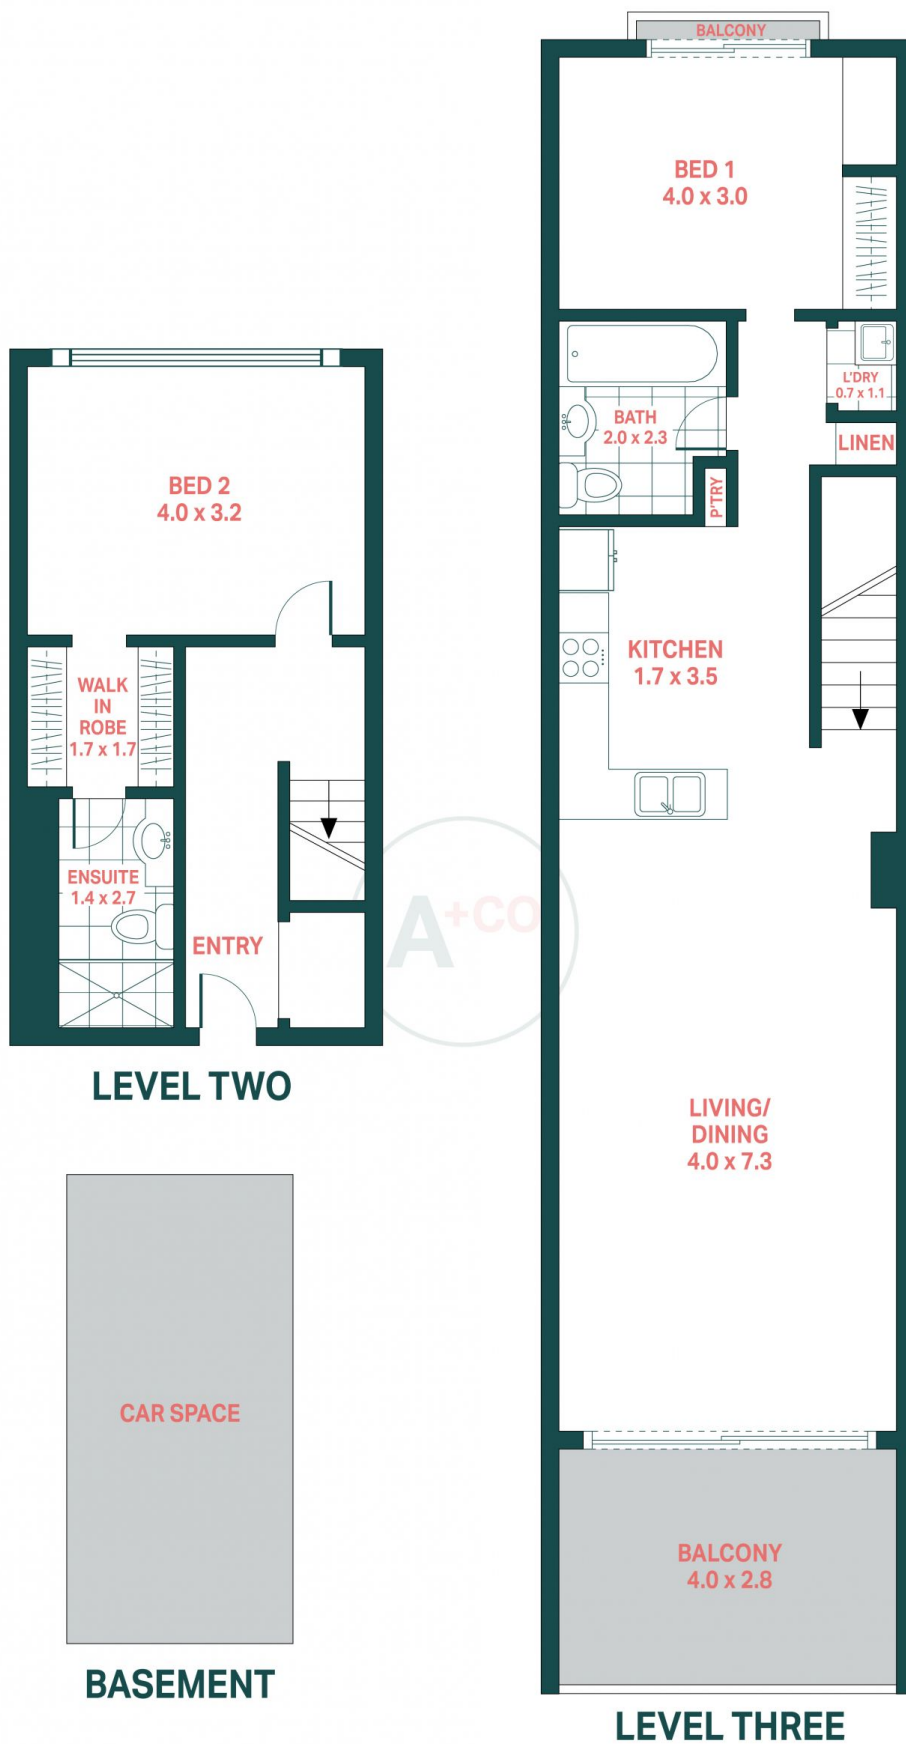 BED 2
4.0 x 3.2
WALK
IN
ROBE
1.7 x 1.7
ENSUITE
1.4 x 2.7
ENTRY
LEVEL TWO
CAR SPACE
BASEMENT
BALCONY
BED 1
4.0 x 3.0
L'DRY
0.7 x 1.1
BATH
2.0 x 2.3
LINEN
P'TRY
KITCHEN
1.7 x 3.5
A+CO
LIVING/
DINING
4.0 x 7.3
BALCONY
4.0 x 2.8
LEVEL THREE